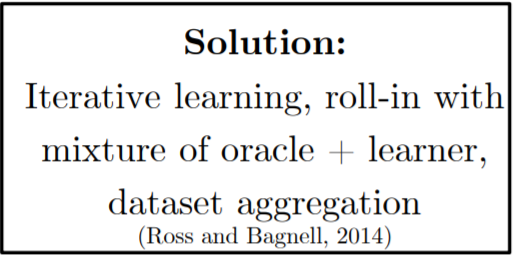 Solution:
Iterative learning, roll-in with
mixture of oracle + learner,
dataset aggregation
(Ross and Bagnell, 2014)